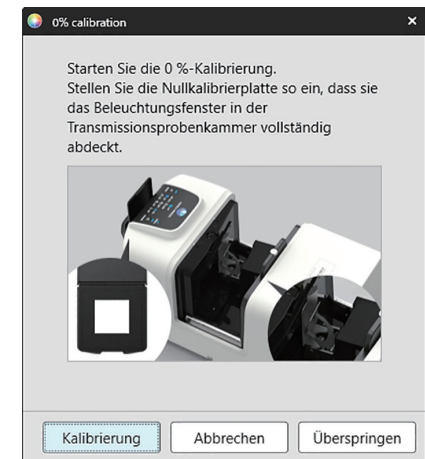 0% calibration
Starten Sie die 0 %-Kalibrierung.
Stellen Sie die Nullkalibrierplatte so ein, dass sie
das Beleuchtungsfenster in der
Transmissionsprobenkammer vollständig
abdeckt.
Kalibrierung
Abbrechen
Überspringen